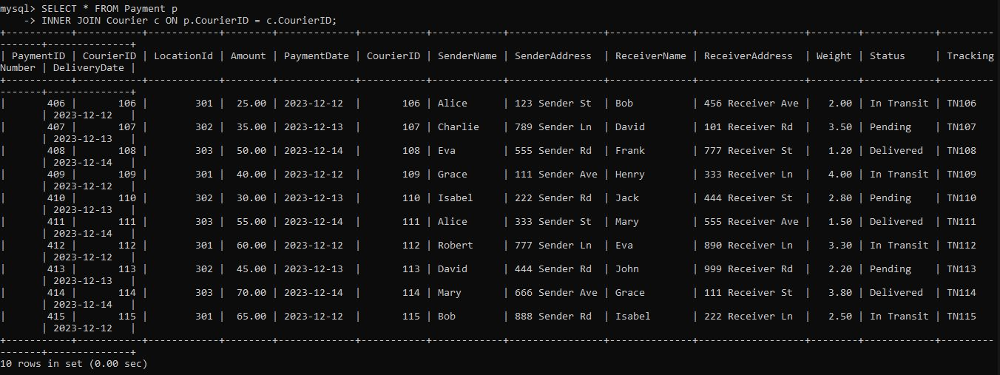 mysql> SELECT * FROM Payment p
    -> INNER JOIN Courier c ON p.CourierID = c.CourierID;
+-----------+-----------+------------+--------+-------------+-----------+------------+----------------+--------------+------------------+--------+------------+---------
-------+--------------+
| PaymentID | CourierID | LocationId | Amount | PaymentDate | CourierID | SenderName | SenderAddress  | ReceiverName | ReceiverAddress  | Weight | Status     | Tracking
Number | DeliveryDate |
+-----------+-----------+------------+--------+-------------+-----------+------------+----------------+--------------+------------------+--------+------------+---------
-------+--------------+
|       406 |       106 |        301 |  25.00 | 2023-12-12  |       106 | Alice      | 123 Sender St  | Bob          | 456 Receiver Ave |   2.00 | In Transit | TN106
       | 2023-12-12   |
|       407 |       107 |        302 |  35.00 | 2023-12-13  |       107 | Charlie    | 789 Sender Ln  | David        | 101 Receiver Rd  |   3.50 | Pending    | TN107
       | 2023-12-13   |
|       408 |       108 |        303 |  50.00 | 2023-12-14  |       108 | Eva        | 555 Sender Rd  | Frank        | 777 Receiver St  |   1.20 | Delivered  | TN108
       | 2023-12-14   |
|       409 |       109 |        301 |  40.00 | 2023-12-12  |       109 | Grace      | 111 Sender Ave | Henry        | 333 Receiver Ln  |   4.00 | In Transit | TN109
       | 2023-12-12   |
|       410 |       110 |        302 |  30.00 | 2023-12-13  |       110 | Isabel     | 222 Sender Rd  | Jack         | 444 Receiver St  |   2.80 | Pending    | TN110
       | 2023-12-13   |
|       411 |       111 |        303 |  55.00 | 2023-12-14  |       111 | Alice      | 333 Sender St  | Mary         | 555 Receiver Ave |   1.50 | Delivered  | TN111
       | 2023-12-14   |
|       412 |       112 |        301 |  60.00 | 2023-12-12  |       112 | Robert     | 777 Sender Ln  | Eva          | 890 Receiver Ln  |   3.30 | In Transit | TN112
       | 2023-12-12   |
|       413 |       113 |        302 |  45.00 | 2023-12-13  |       113 | David      | 444 Sender Rd  | John         | 999 Receiver Rd  |   2.20 | Pending    | TN113
       | 2023-12-13   |
|       414 |       114 |        303 |  70.00 | 2023-12-14  |       114 | Mary       | 666 Sender Ave | Grace        | 111 Receiver St  |   3.80 | Delivered  | TN114
       | 2023-12-14   |
|       415 |       115 |        301 |  65.00 | 2023-12-12  |       115 | Bob        | 888 Sender Rd  | Isabel       | 222 Receiver Ln  |   2.50 | In Transit | TN115
       | 2023-12-12   |
+-----------+-----------+------------+--------+-------------+-----------+------------+----------------+--------------+------------------+--------+------------+---------
-------+--------------+
10 rows in set (0.00 sec)